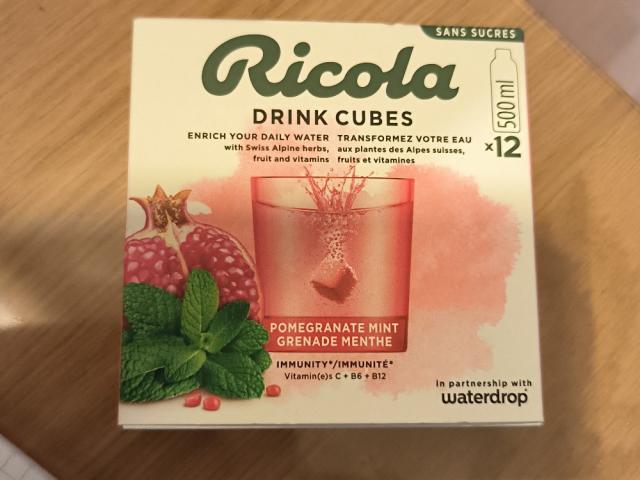 SANS SUCRES
Ricola
DRINK CUBES
500 ml
x12
ENRICH YOUR DAILY WATER
with Swiss Alpine herbs,
fruit and vitamins
TRANSFORMEZ VOTRE EAU
aux plantes des Alpes suisses,
fruits et vitamines
POMEGRANATE MINT
GRENADE MENTHE
IMMUNITY*/IMMUNITÉ*
Vitamin(e)s C + B6 + B12
In partnership with
waterdrop®